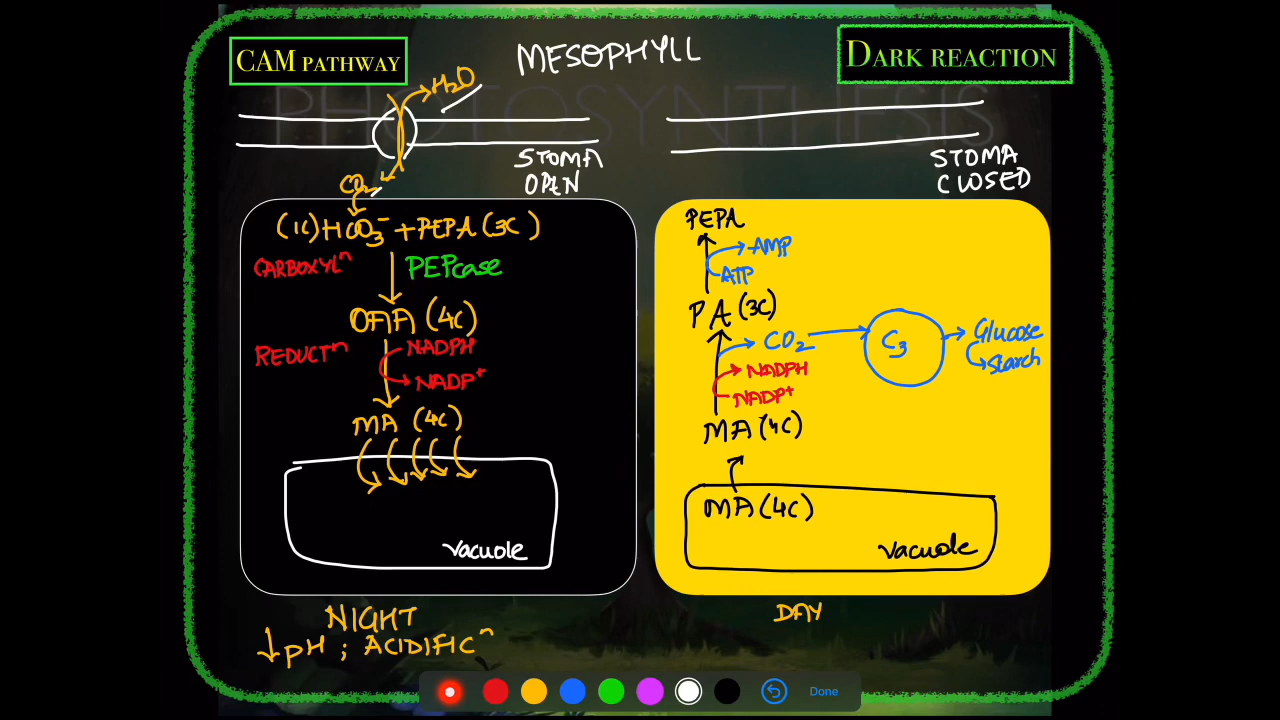 CAM PATHWAY
MESOPHYLL
DARK REACTION
H₂O
PHOTOSYNTHESIS
STOMA
OPEN
STOMA
CLOSED
CO₂
(1C)HCO₃⁻ + PEPA (3C)
CARBOXYLⁿ
PEPcase
OAA (4C)
REDUCTⁿ
NADPH
NADP⁺
MA (4C)
Vacuole
NIGHT
↓PH ; ACIDIFICⁿ
PEPA
AMP
ATP
PA (3C)
CO₂
C₃
Glucose
Starch
NADPH
NADP⁺
MA (4C)
MA (4C)
Vacuole
DAY
Done